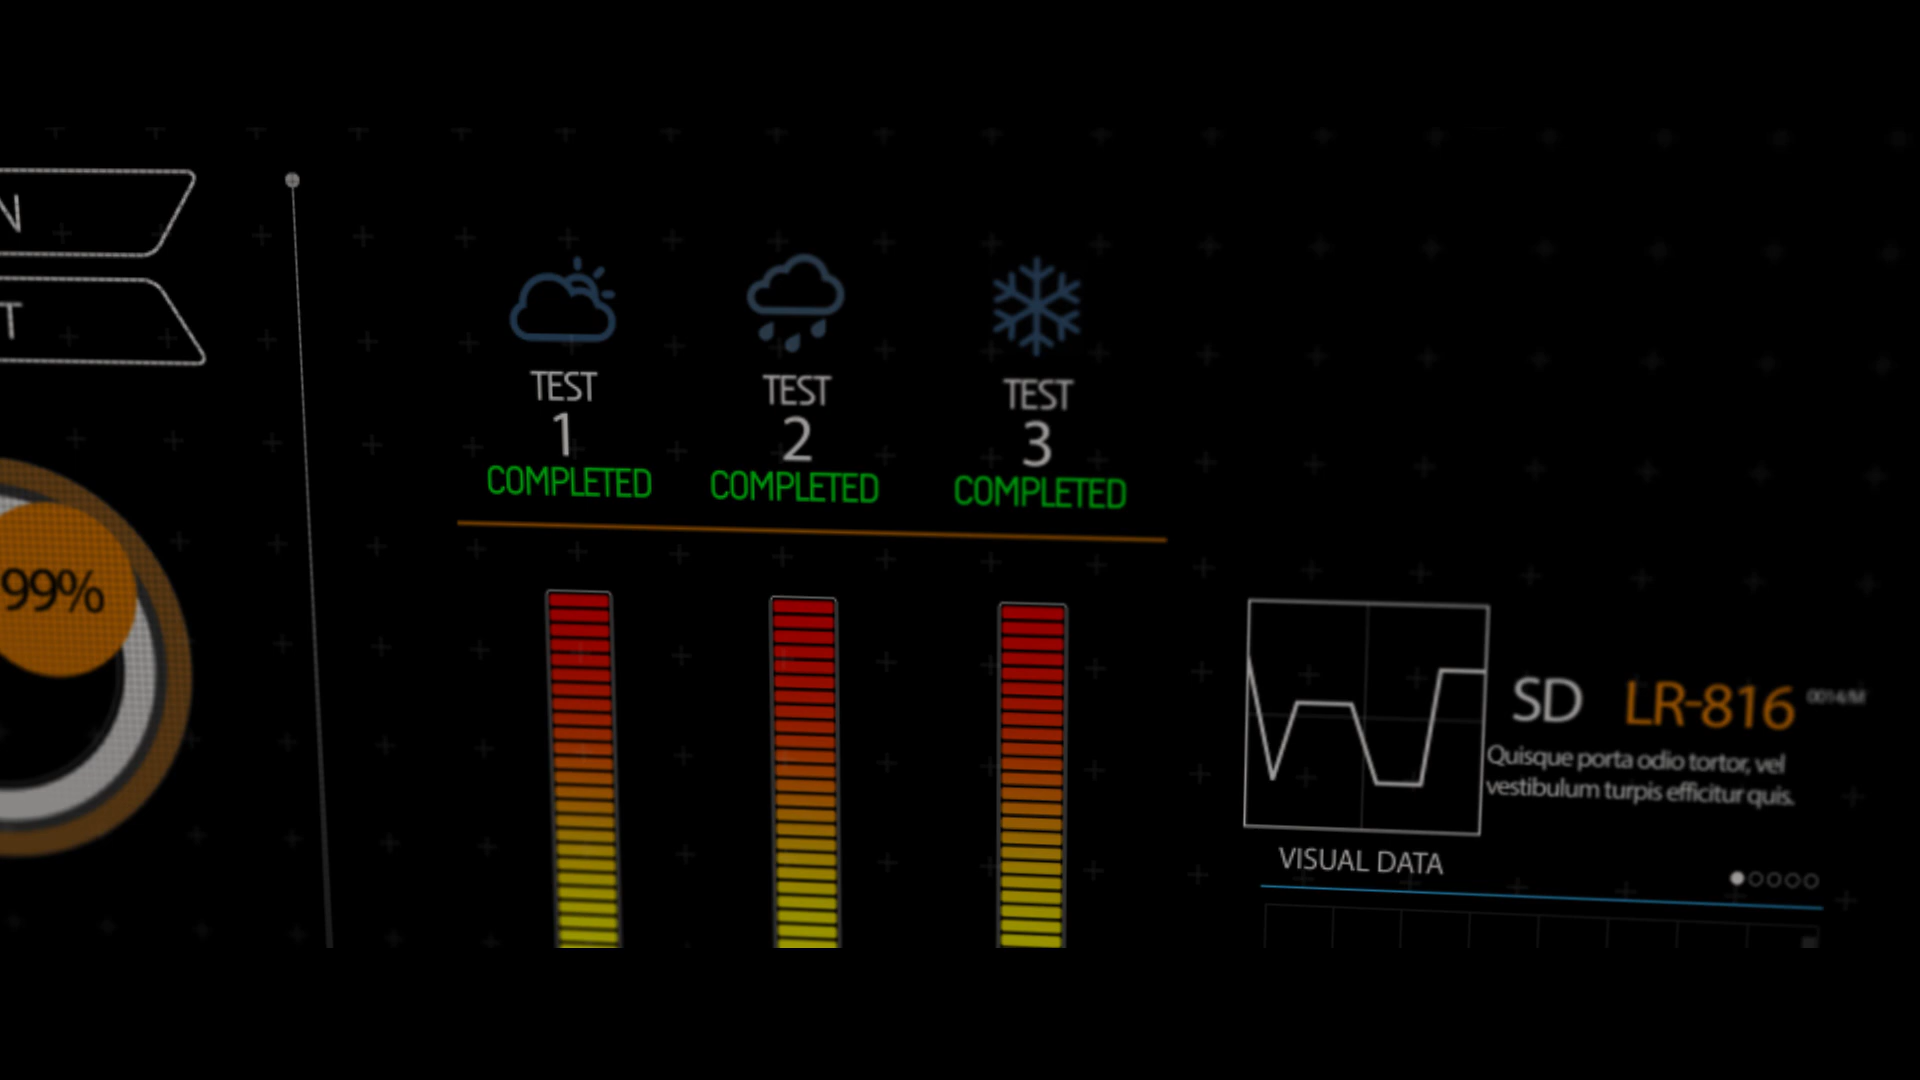 N
T
99%
TEST
1
COMPLETED
TEST
2
COMPLETED
TEST
3
COMPLETED
SD LR-816 0014/M
Quisque porta odio tortor, vel
vestibulum turpis efficitur quis.
VISUAL DATA